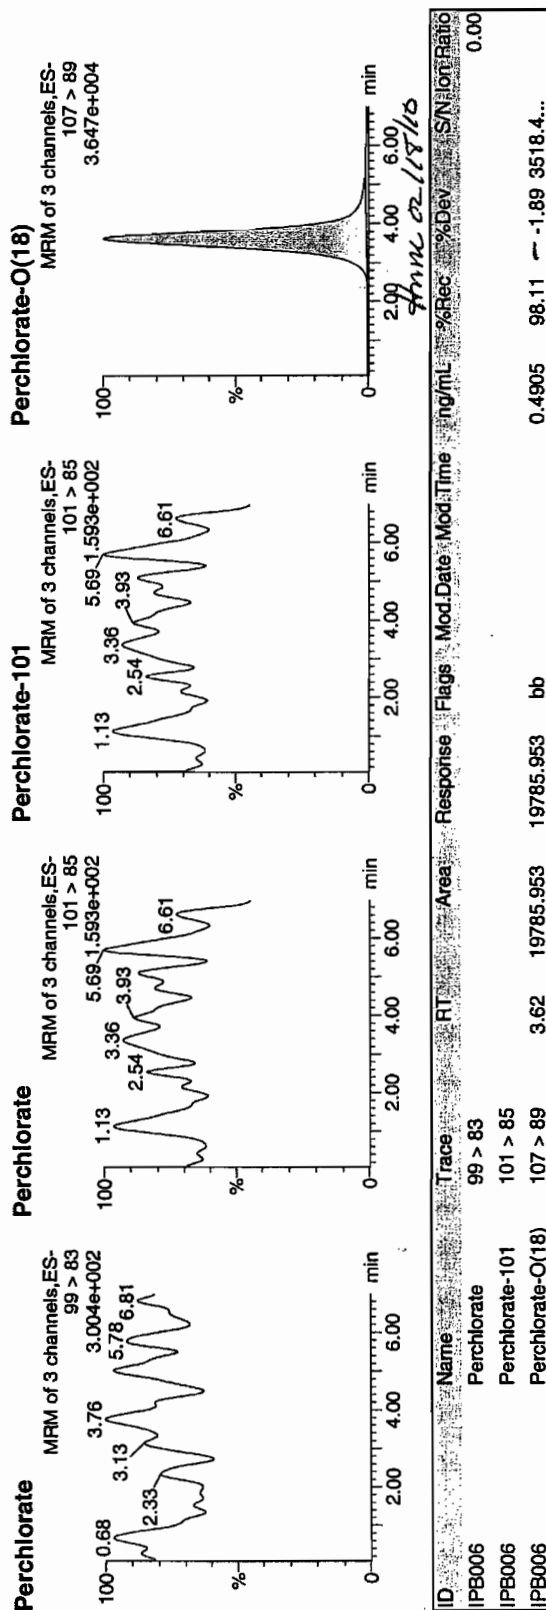 Perchlorate
MRM of 3 channels,ES-
99 > 83
3.004e+002
100
%
0
0.68
2.33
3.13
3.76
5.78
6.81
2.00
4.00
6.00
min
Perchlorate
MRM of 3 channels,ES-
101 > 85
5.69 1.593e+002
100
%
0
1.13
2.54
3.36
3.93
6.61
2.00
4.00
6.00
min
Perchlorate-101
MRM of 3 channels,ES-
101 > 85
5.69 1.593e+002
100
%
0
1.13
2.54
3.36
3.93
6.61
2.00
4.00
6.00
min
Perchlorate-O(18)
MRM of 3 channels,ES-
107 > 89
3.647e+004
100
%
0
2.00
4.00
6.00
min
02/18/10
ID Name Trace RT Area Response Flags Mod.Date Mod.Time ng/mL %Rec %Dev S/N Ion Ratio
IPB006 Perchlorate 99 > 83 0.00
IPB006 Perchlorate-101 101 > 85
IPB006 Perchlorate-O(18) 107 > 89 3.62 19785.953 19785.953 bb 0.4905 98.11 -1.89 3518.4...